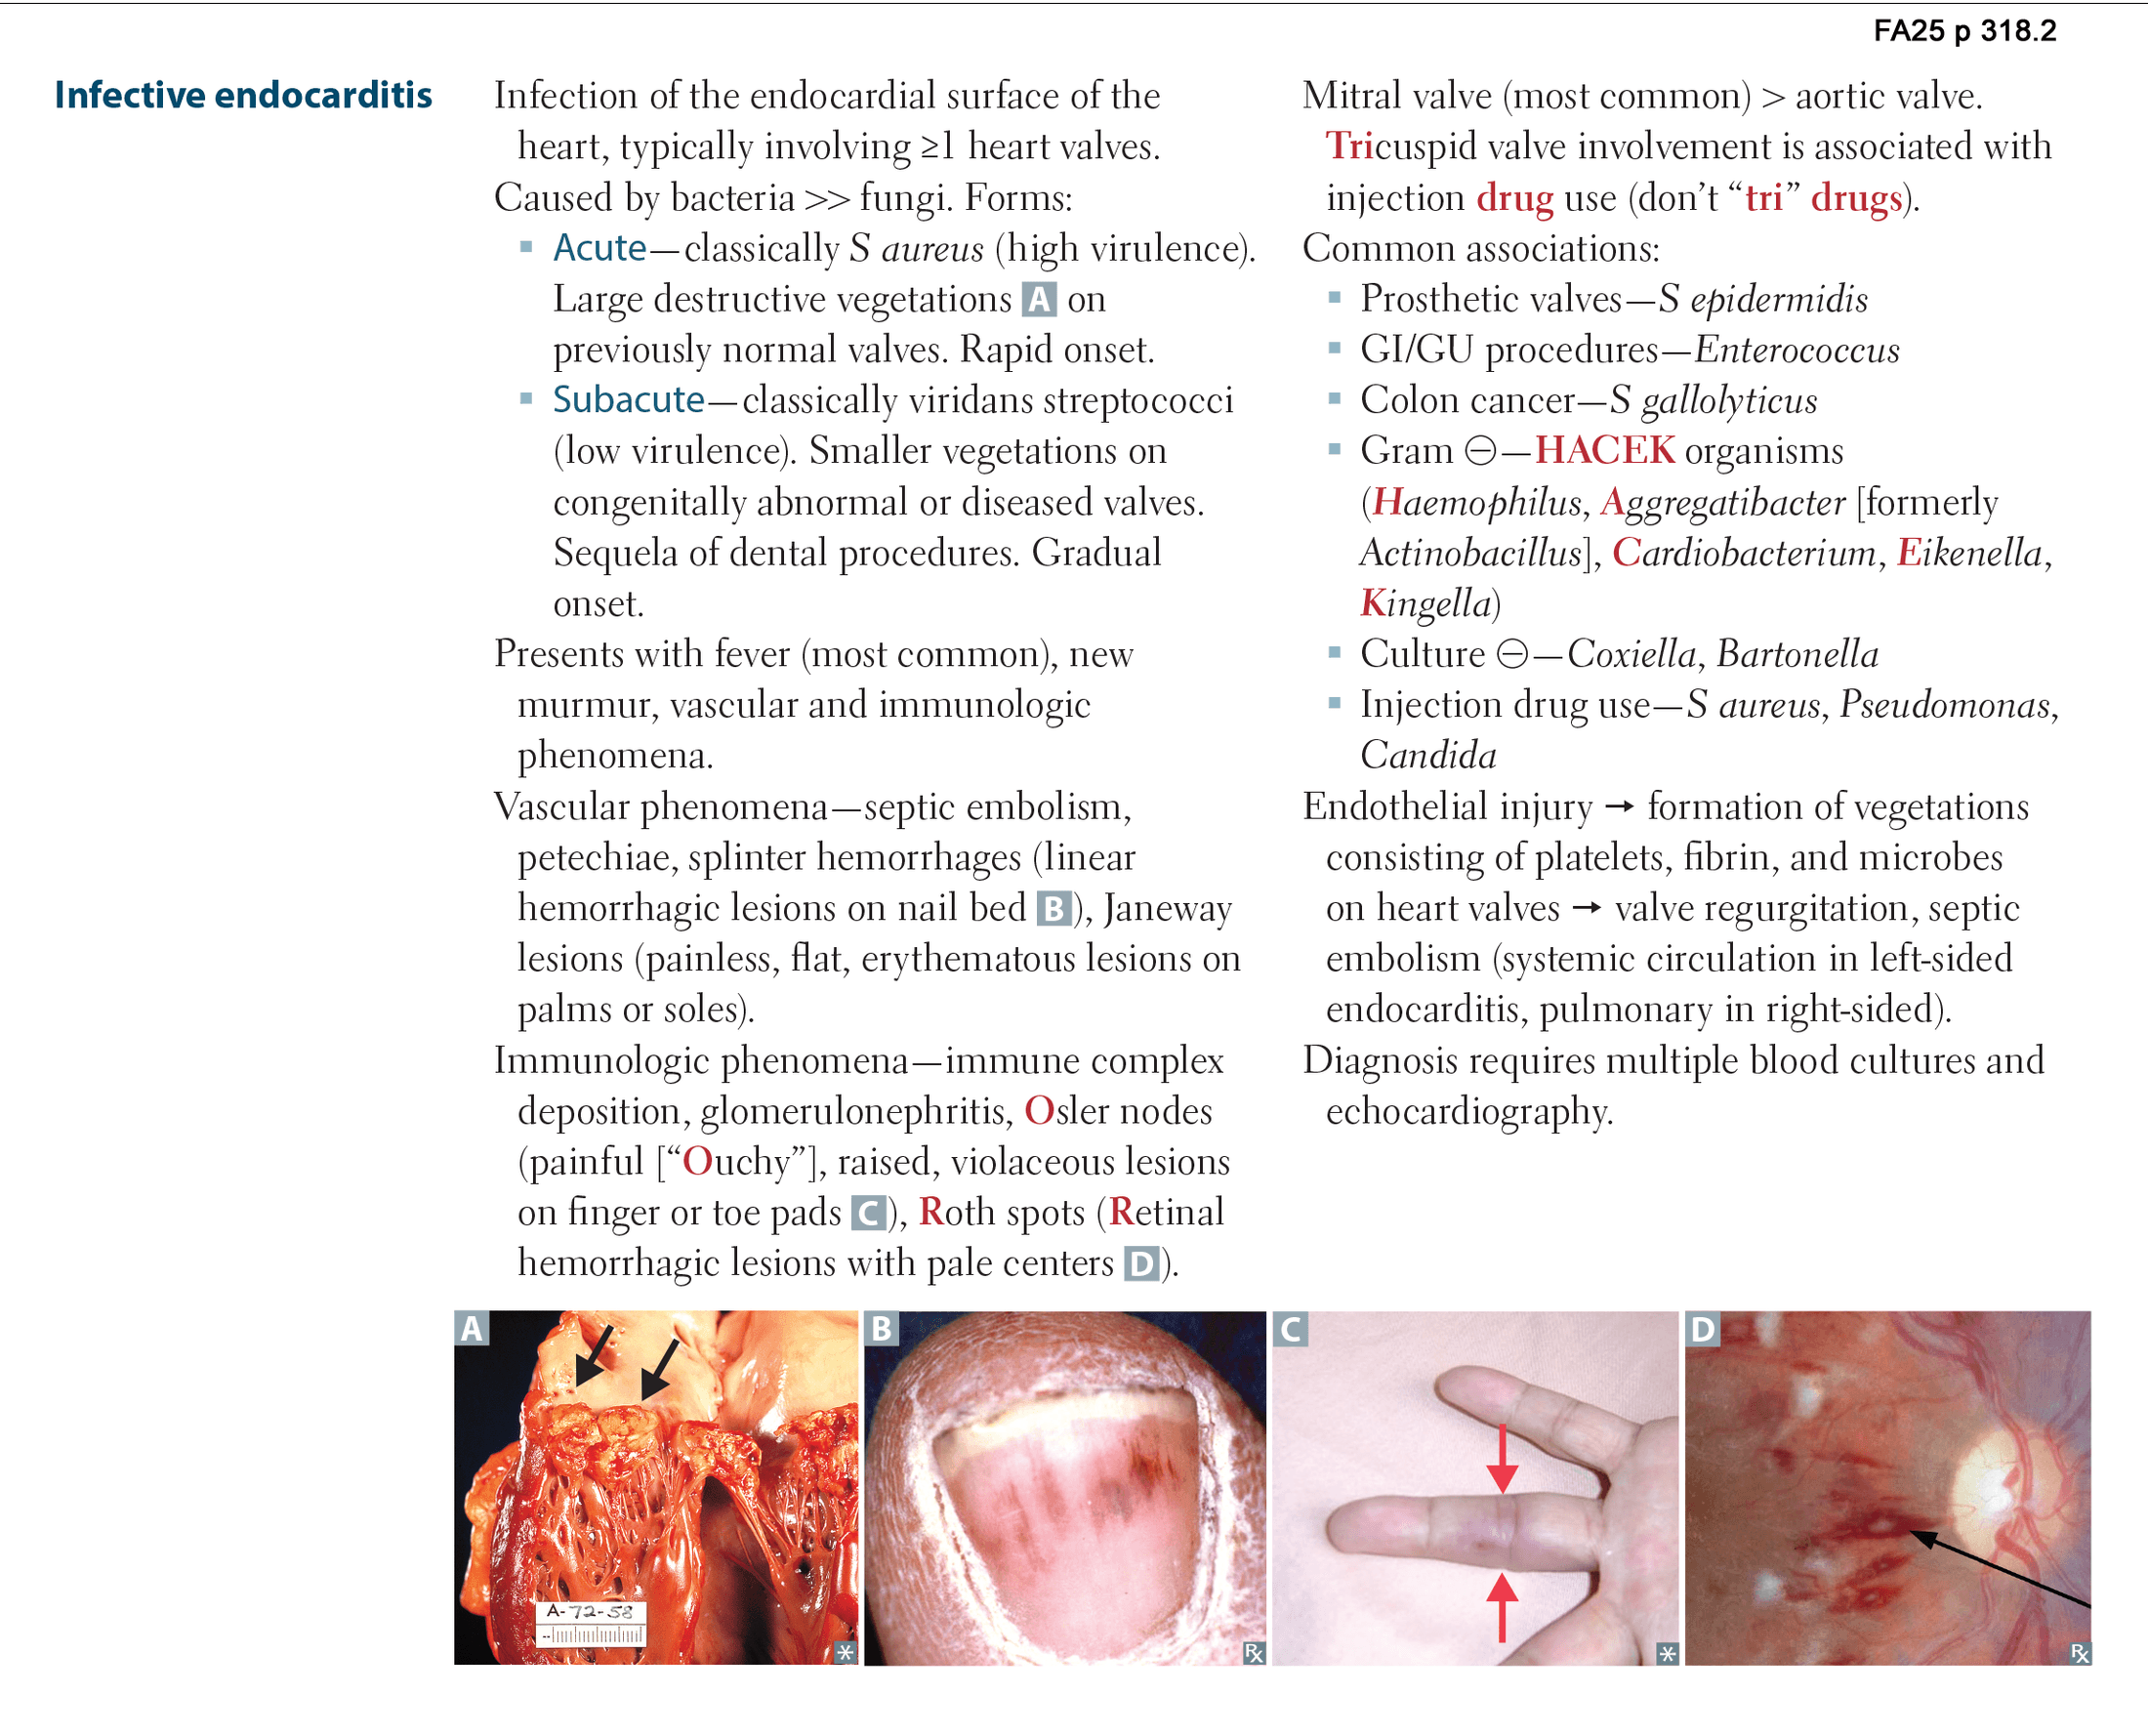 FA25 p 318.2
Infective endocarditis
Infection of the endocardial surface of the
heart, typically involving ≥1 heart valves.
Caused by bacteria >> fungi. Forms:
▪ Acute—classically S aureus (high virulence).
Large destructive vegetations A on
previously normal valves. Rapid onset.
▪ Subacute—classically viridans streptococci
(low virulence). Smaller vegetations on
congenitally abnormal or diseased valves.
Sequela of dental procedures. Gradual
onset.
Presents with fever (most common), new
murmur, vascular and immunologic
phenomena.
Vascular phenomena—septic embolism,
petechiae, splinter hemorrhages (linear
hemorrhagic lesions on nail bed B), Janeway
lesions (painless, flat, erythematous lesions on
palms or soles).
Immunologic phenomena—immune complex
deposition, glomerulonephritis, Osler nodes
(painful [“Ouchy”], raised, violaceous lesions
on finger or toe pads C), Roth spots (Retinal
hemorrhagic lesions with pale centers D).
Mitral valve (most common) > aortic valve.
Tricuspid valve involvement is associated with
injection drug use (don’t “tri” drugs).
Common associations:
▪ Prosthetic valves—S epidermidis
▪ GI/GU procedures—Enterococcus
▪ Colon cancer—S gallolyticus
▪ Gram ⊖—HACEK organisms
(Haemophilus, Aggregatibacter [formerly
Actinobacillus], Cardiobacterium, Eikenella,
Kingella)
▪ Culture ⊖—Coxiella, Bartonella
▪ Injection drug use—S aureus, Pseudomonas,
Candida
Endothelial injury → formation of vegetations
consisting of platelets, fibrin, and microbes
on heart valves → valve regurgitation, septic
embolism (systemic circulation in left-sided
endocarditis, pulmonary in right-sided).
Diagnosis requires multiple blood cultures and
echocardiography.
A
A-72-58
*
B
Rx
C
*
D
Rx